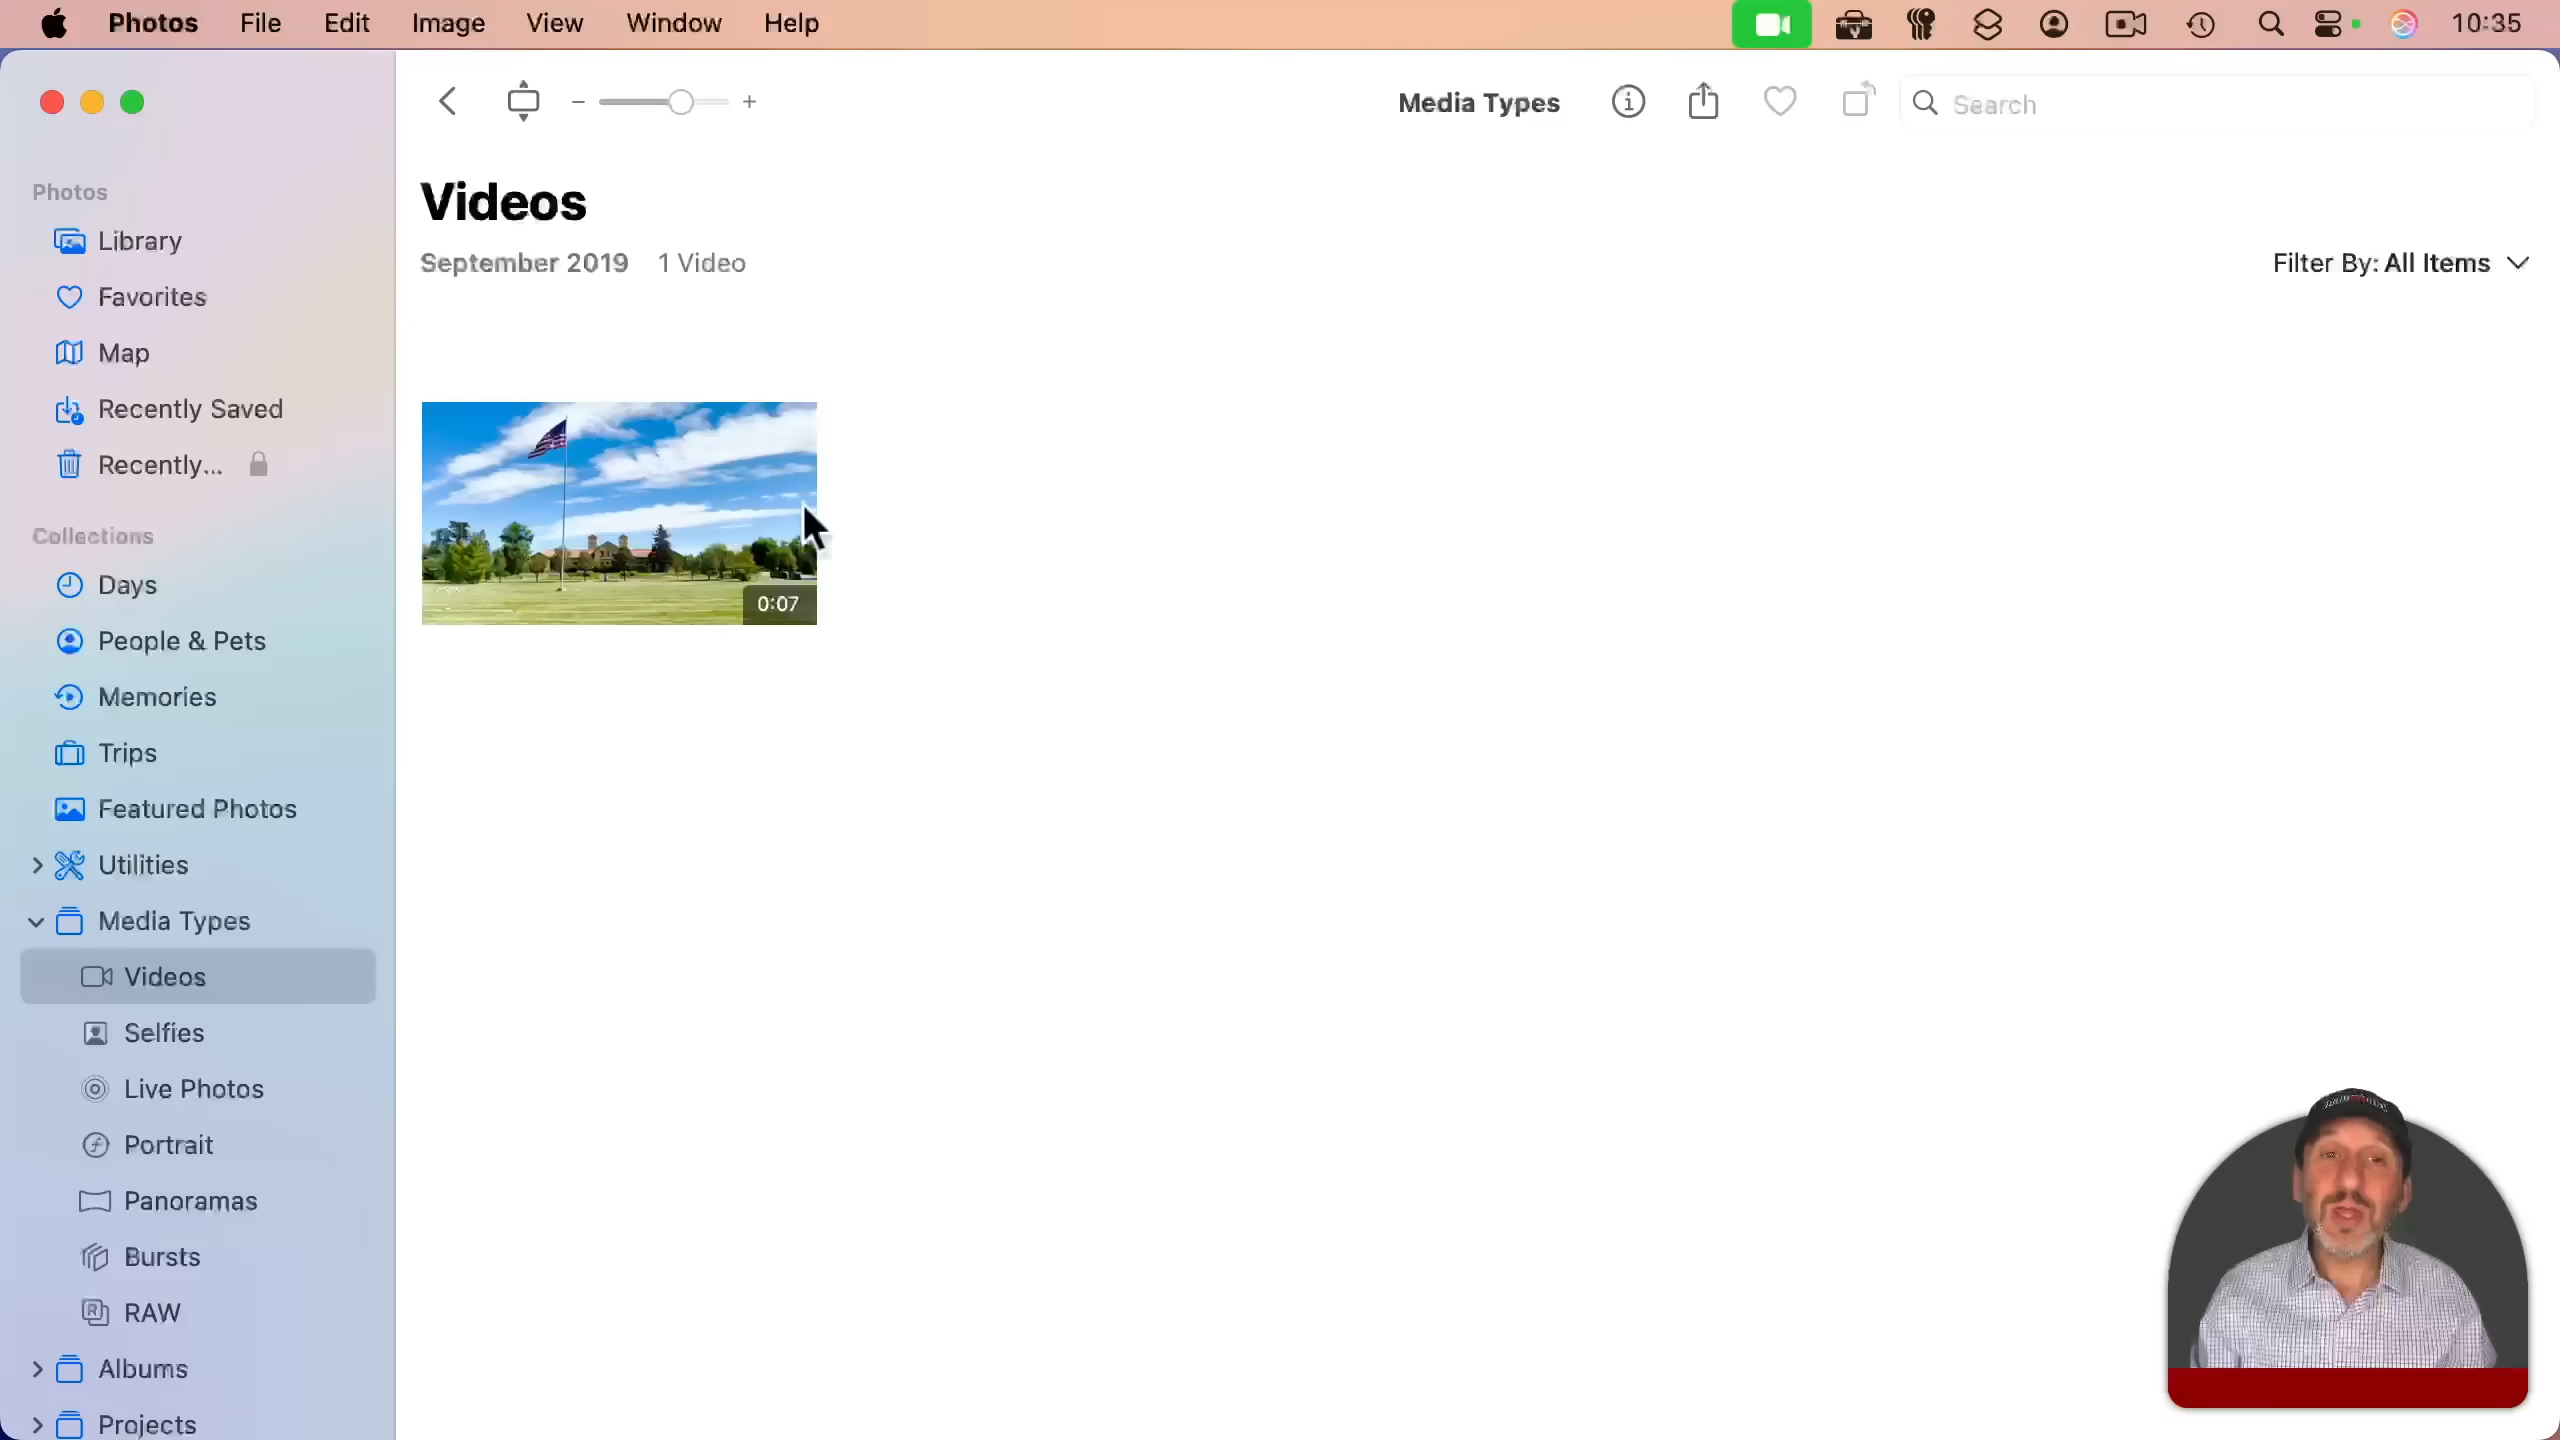 Photos File Edit Image View Window Help 10:35
Media Types Search
Photos
Library
Favorites
Map
Recently Saved
Recently...
Collections
Days
People & Pets
Memories
Trips
Featured Photos
Utilities
Media Types
Videos
Selfies
Live Photos
Portrait
Panoramas
Bursts
RAW
Albums
Projects
Videos
September 2019 1 Video Filter By: All Items
0:07